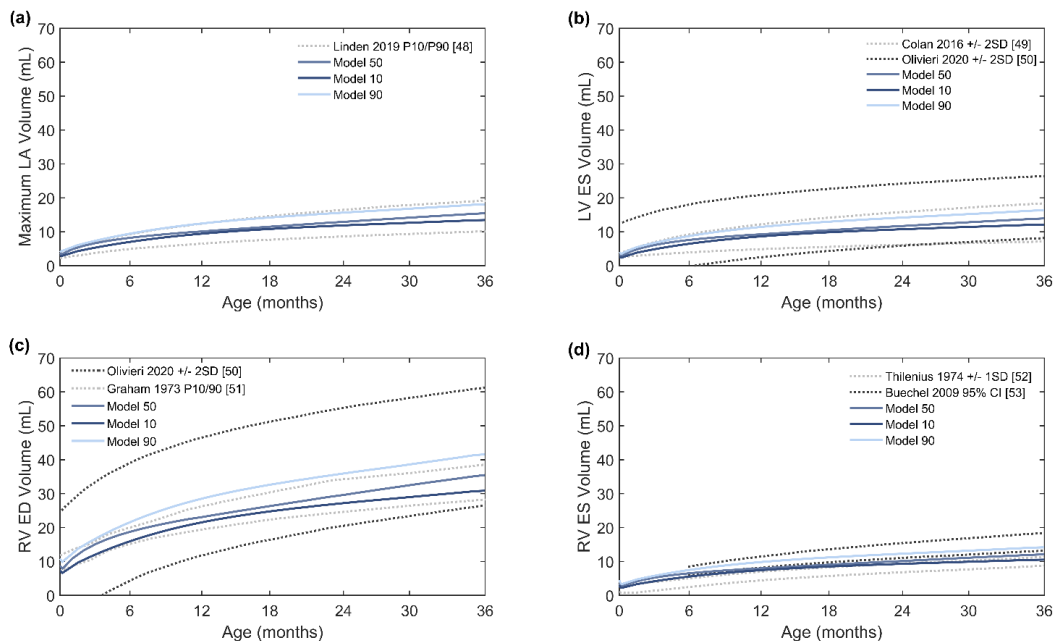 (a)
70
60
50
40
30
20
10
0
Maximum LA Volume (mL)
Linden 2019 P10/P90 [48]
Model 50
Model 10
Model 90
0 6 12 18 24 30 36
Age (months)
(b)
70
60
50
40
30
20
10
0
LV ES Volume (mL)
Colan 2016 +/- 2SD [49]
Olivieri 2020 +/- 2SD [50]
Model 50
Model 10
Model 90
0 6 12 18 24 30 36
Age (months)
(c)
70
60
50
40
30
20
10
0
RV ED Volume (mL)
Olivieri 2020 +/- 2SD [50]
Graham 1973 P10/90 [51]
Model 50
Model 10
Model 90
0 6 12 18 24 30 36
Age (months)
(d)
70
60
50
40
30
20
10
0
RV ES Volume (mL)
Thilenius 1974 +/- 1SD [52]
Buechel 2009 95% CI [53]
Model 50
Model 10
Model 90
0 6 12 18 24 30 36
Age (months)